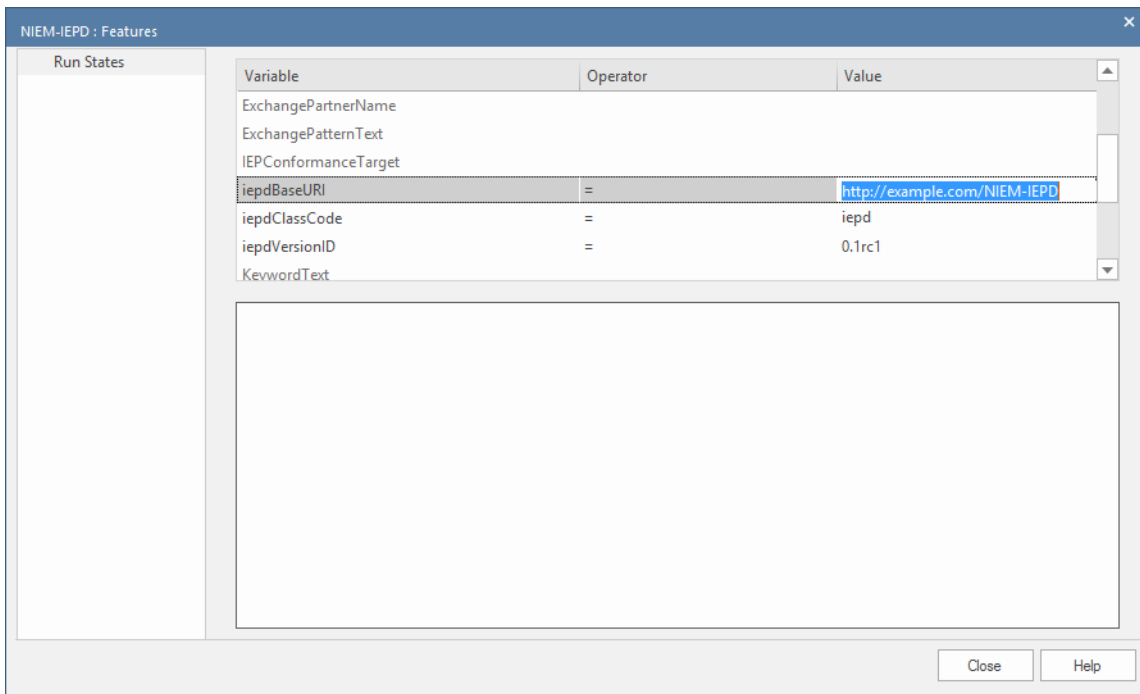 NIEM-IEPD : Features
Run States
Variable Operator Value
ExchangePartnerName
ExchangePatternText
IEPConformanceTarget
iepdBaseURI = http://example.com/NIEM-IEPD
iepdClassCode = iepd
iepdVersionID = 0.1rc1
KeywordText
Close Help